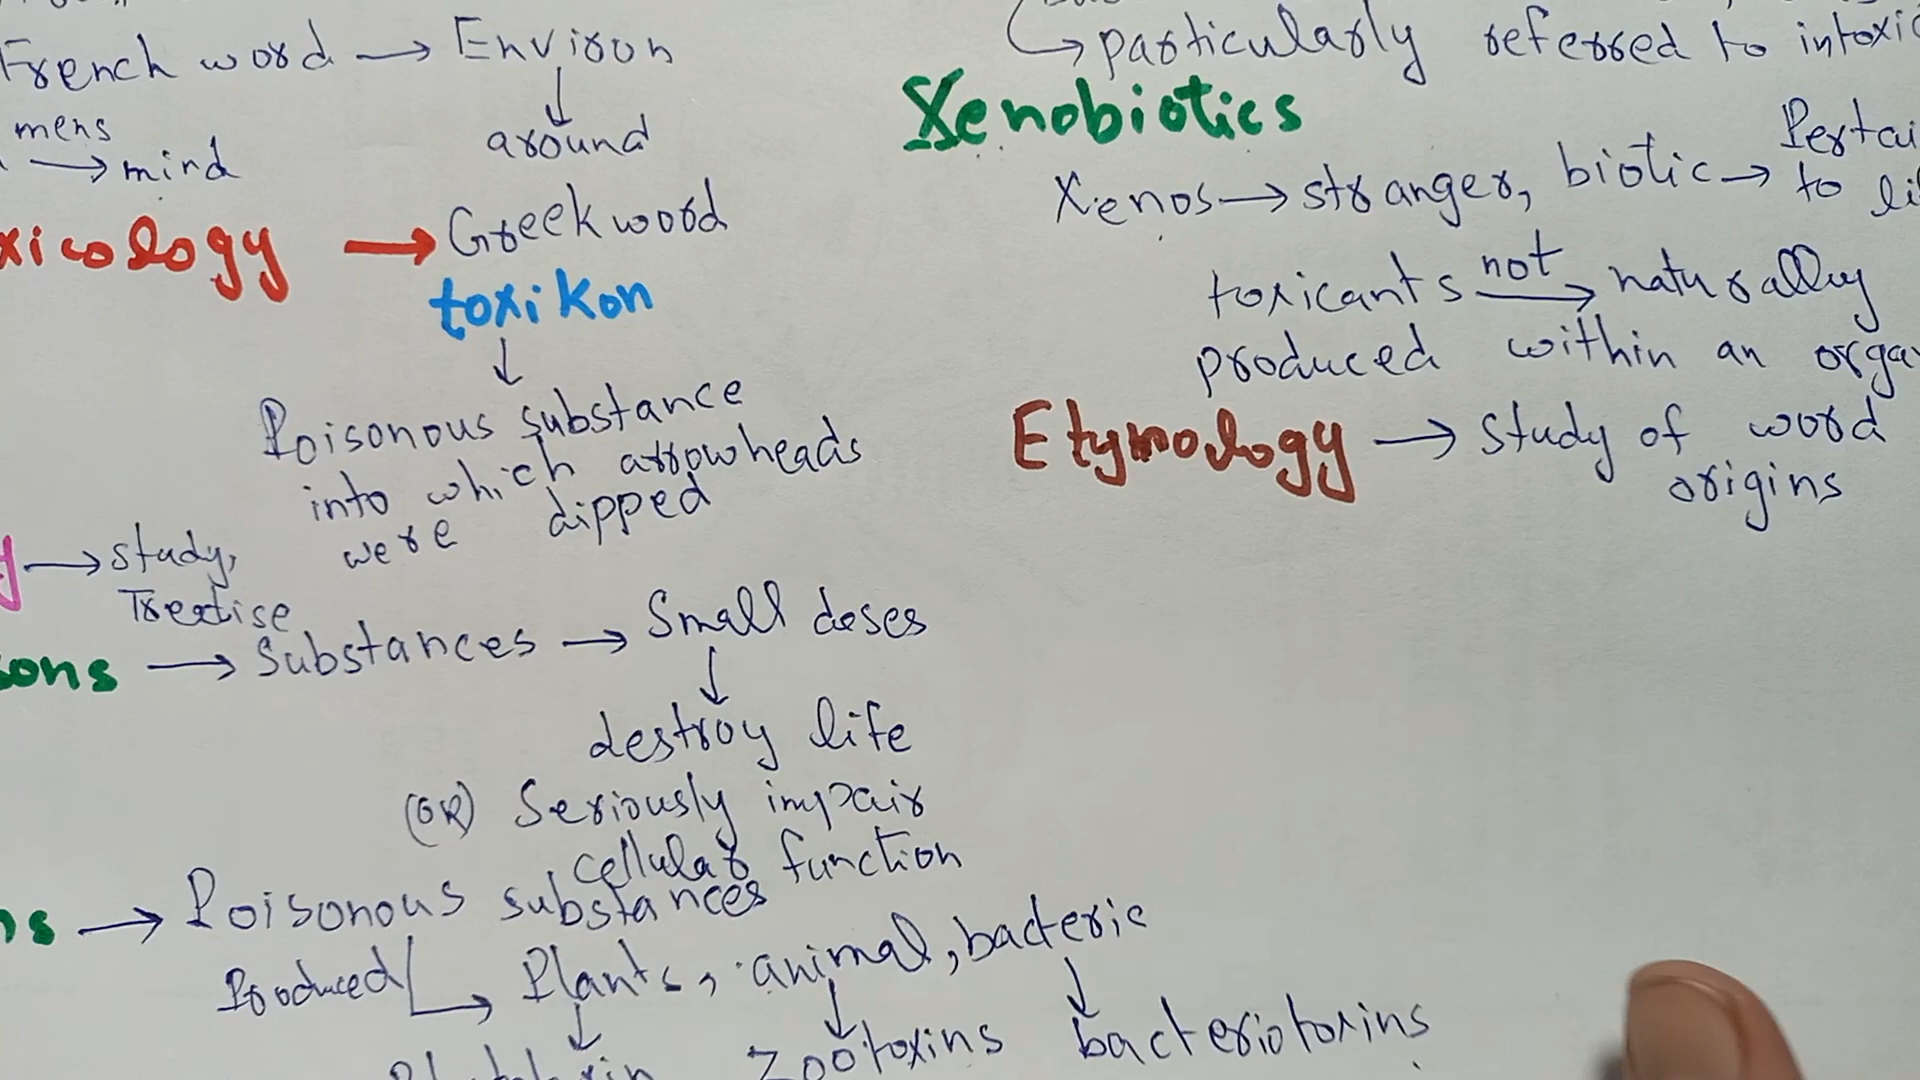 French word → Environ
↓
around
mens
→ mind
xicology → Greek word
toxikon
↓
Poisonous substance
into which arrowheads
were dipped
→ study,
Treatise
sons → Substances → Small doses
↓
destroy life
(OR) Seriously impair
cellular function
ns → Poisonous substances
Produced → Plants, animal, bacteria
↓ ↓ ↓
Zootoxins bacteriotoxins
→ particularly referred to intoxic
Xenobiotics
Xenos → stranger, biotic → Pertai
to li
toxicants not → naturally
produced within an orga
Etymology → study of word
origins